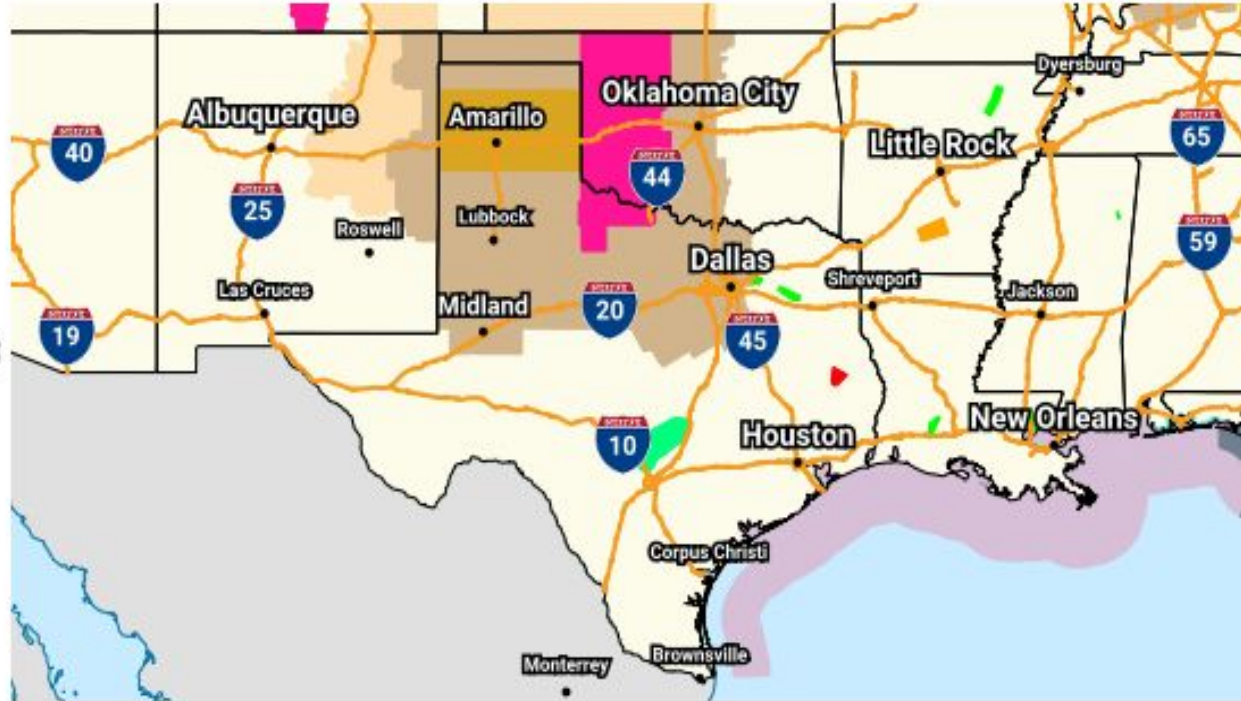 Dyersburg
Oklahoma City
Albuquerque
Amarillo
65
40
Little Rock
44
25
Lubbock
Roswell
59
Dallas
Shreveport
Las Cruces
Midland
20
Jackson
19
45
10
Houston
New Orleans
Corpus Christi
Brownsville
Monterrey